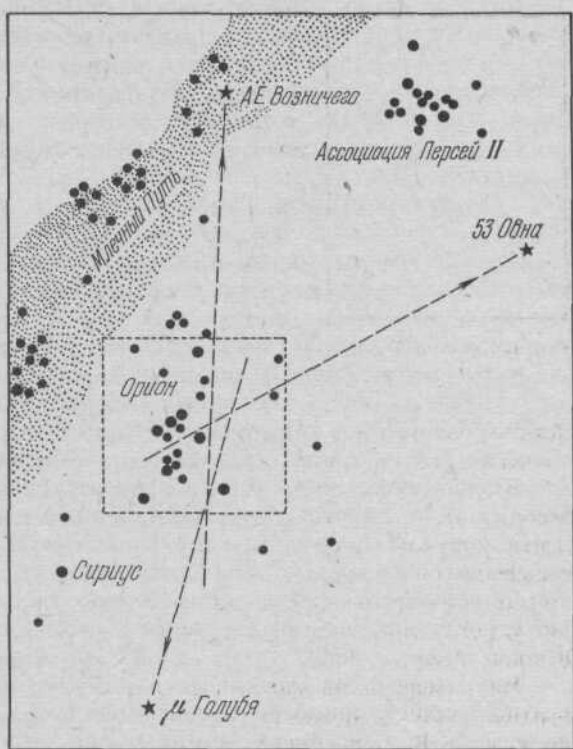 АЕ Возничего
Ассоциация Персей II
Млечный Путь
53 Овна
Орион
Сириус
μ Голубя